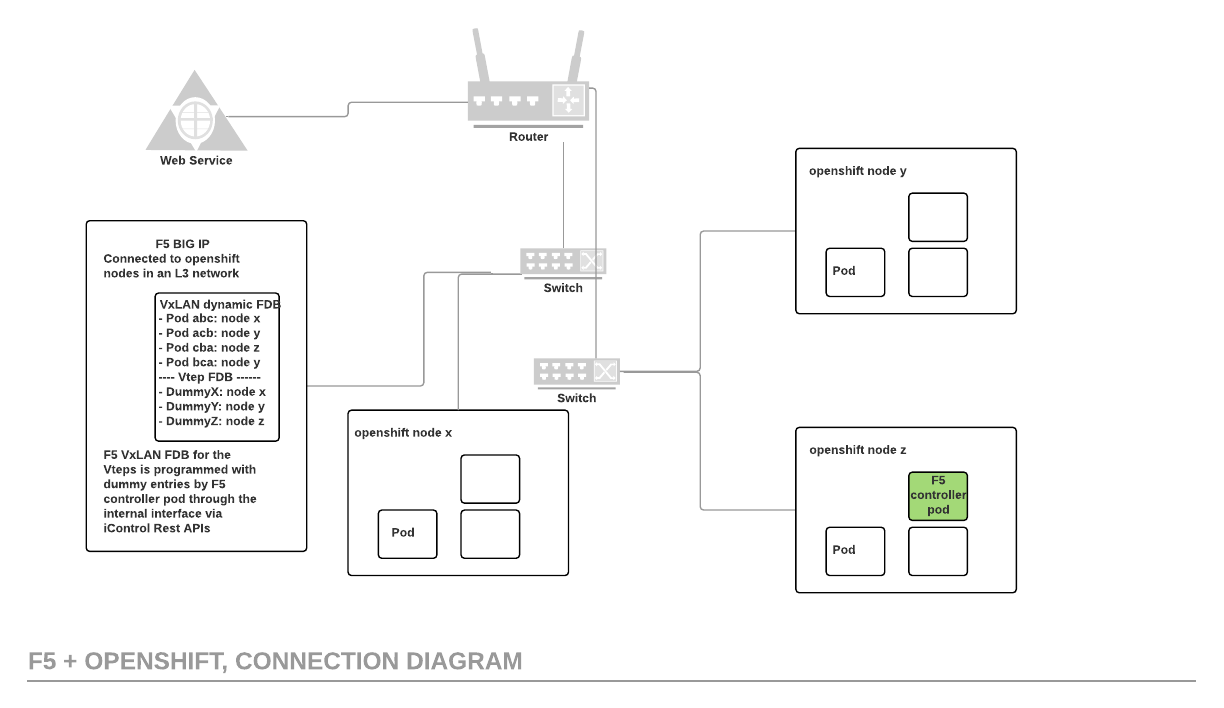 Router
Web Service
openshift node y
Pod
F5 BIG IP
Connected to openshift
nodes in an L3 network
VxLAN dynamic FDB
- Pod abc: node x
- Pod acb: node y
- Pod cba: node z
- Pod bca: node y
---- Vtep FDB ------
- DummyX: node x
- DummyY: node y
- DummyZ: node z
F5 VxLAN FDB for the
Vteps is programmed with
dummy entries by F5
controller pod through the
internal interface via
iControl Rest APIs
Switch
Switch
openshift node x
Pod
openshift node z
F5
controller
pod
Pod
F5 + OPENSHIFT, CONNECTION DIAGRAM